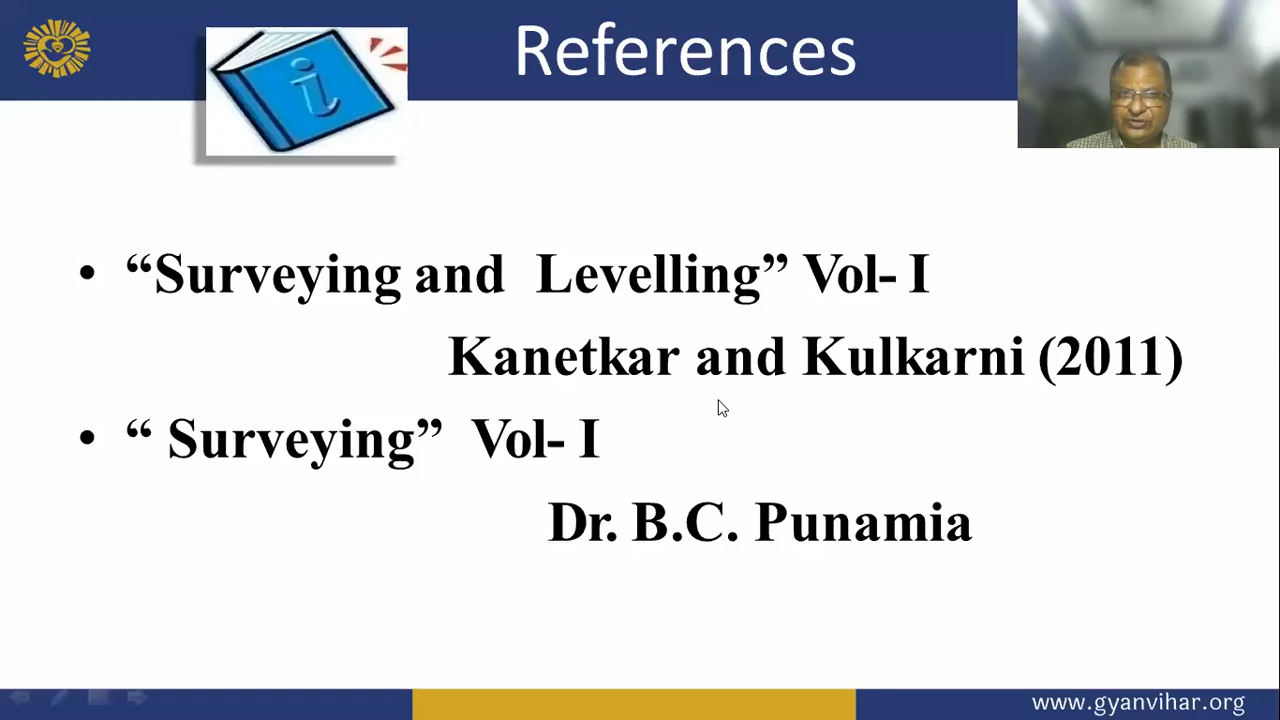 References
• “Surveying and Levelling” Vol- I
Kanetkar and Kulkarni (2011)
• “ Surveying” Vol- I
Dr. B.C. Punamia
www.gyanvihar.org